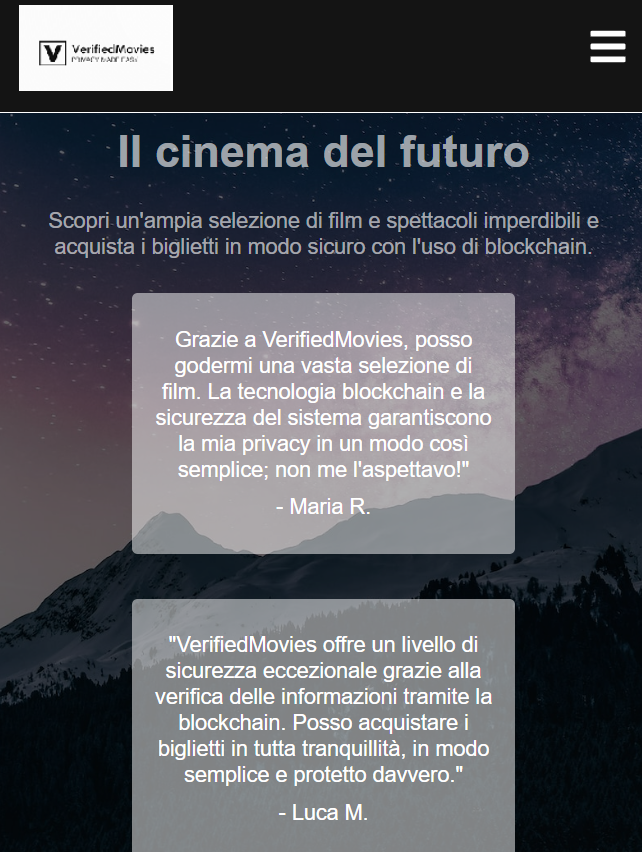 VerifiedMovies
PRIVACY MADE EASY
Il cinema del futuro
Scopri un'ampia selezione di film e spettacoli imperdibili e
acquista i biglietti in modo sicuro con l'uso di blockchain.
Grazie a VerifiedMovies, posso
godermi una vasta selezione di
film. La tecnologia blockchain e la
sicurezza del sistema garantiscono
la mia privacy in un modo così
semplice; non me l'aspettavo!"
- Maria R.
"VerifiedMovies offre un livello di
sicurezza eccezionale grazie alla
verifica delle informazioni tramite la
blockchain. Posso acquistare i
biglietti in tutta tranquillità, in modo
semplice e protetto davvero."
- Luca M.